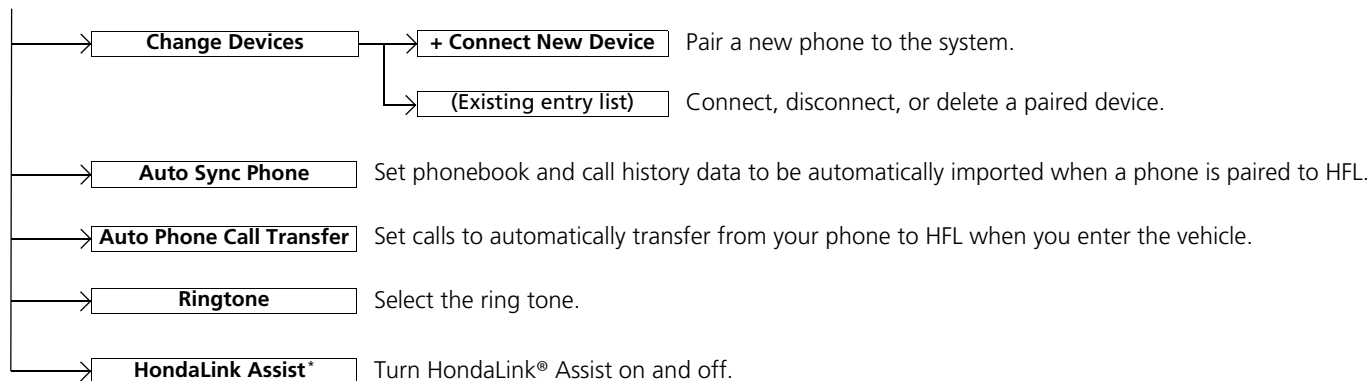 Change Devices + Connect New Device Pair a new phone to the system.
(Existing entry list) Connect, disconnect, or delete a paired device.
Auto Sync Phone Set phonebook and call history data to be automatically imported when a phone is paired to HFL.
Auto Phone Call Transfer Set calls to automatically transfer from your phone to HFL when you enter the vehicle.
Ringtone Select the ring tone.
HondaLink Assist* Turn HondaLink® Assist on and off.